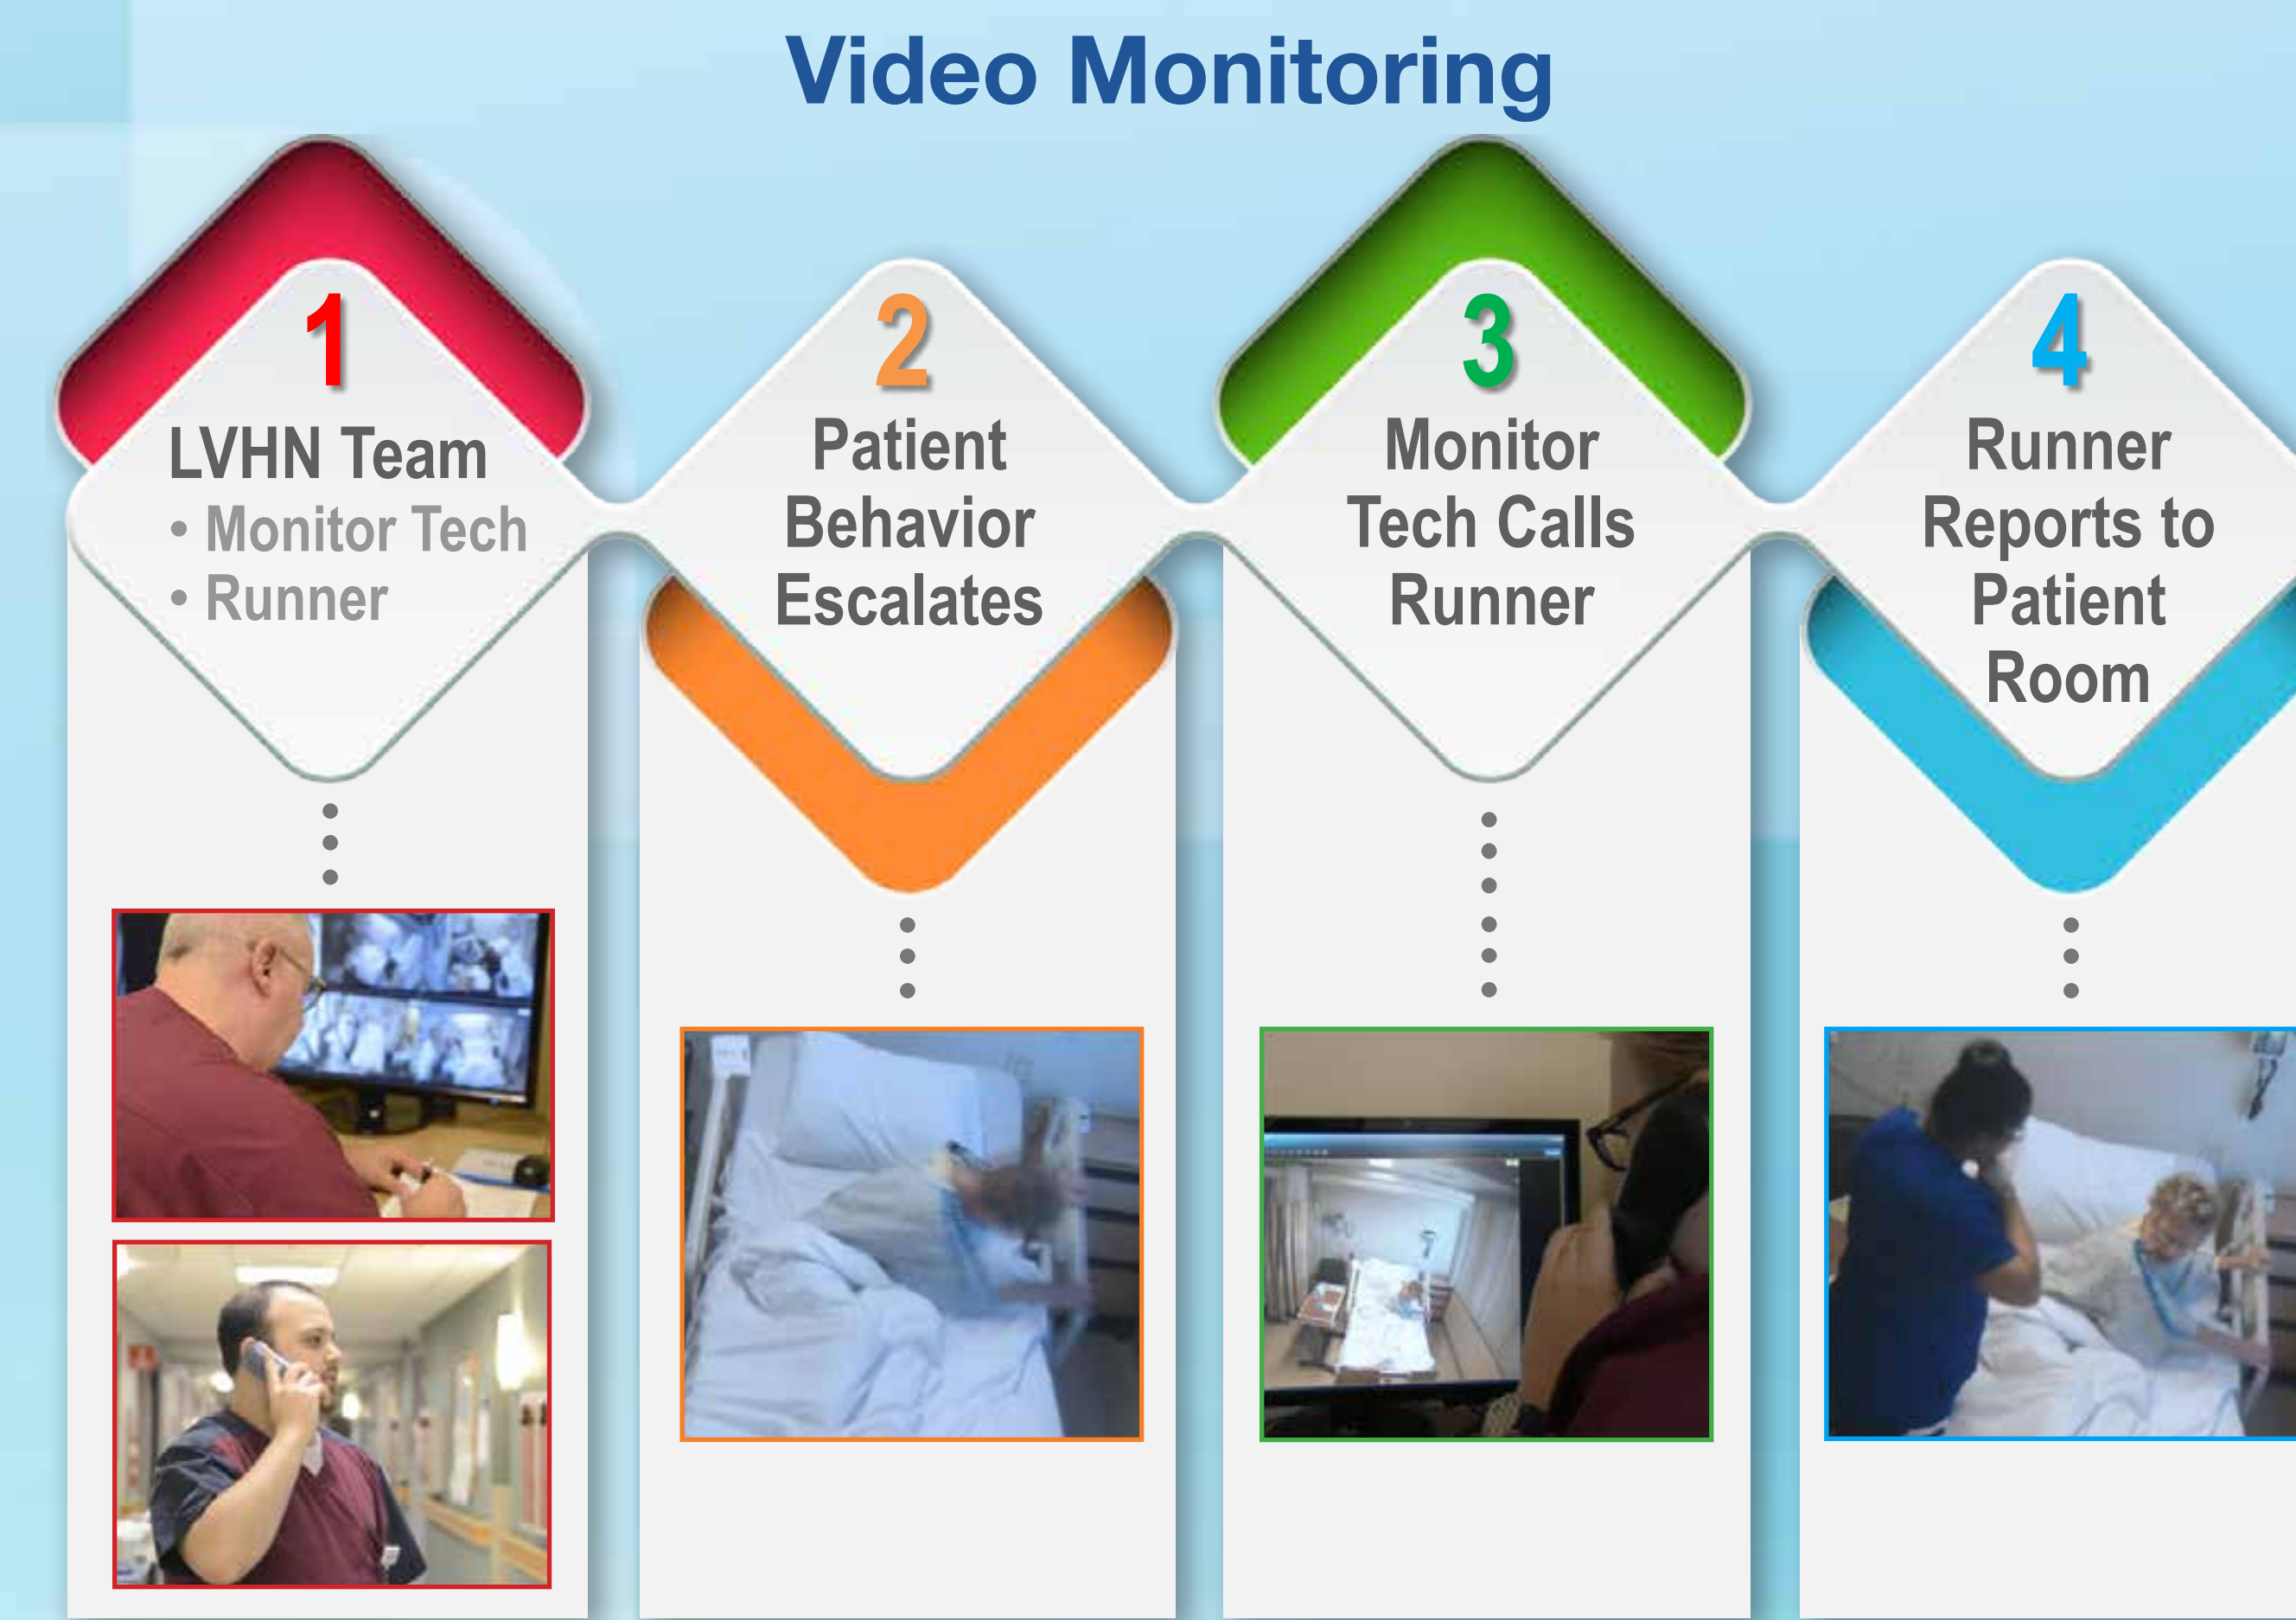 Video Monitoring
1
LVHN Team
• Monitor Tech
• Runner
2
Patient
Behavior
Escalates
3
Monitor
Tech Calls
Runner
4
Runner
Reports to
Patient
Room